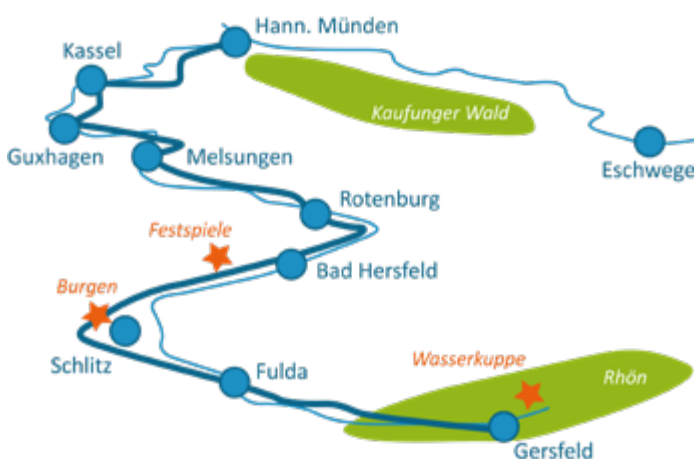 Hann. Münden
Kassel
Kaufunger Wald
Guxhagen
Melsungen
Eschwege
Rotenburg
Festspiele
Bad Hersfeld
Burgen
Schlitz
Fulda
Wasserkuppe
Rhön
Gersfeld